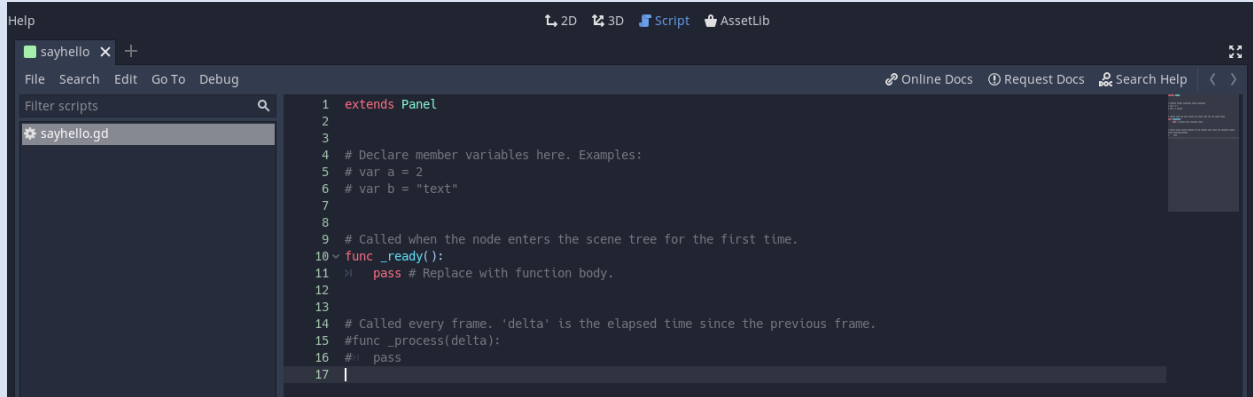 Help 2D 3D Script AssetLib
sayhello
File Search Edit Go To Debug Online Docs Request Docs DOC Search Help
Filter scripts
sayhello.gd
1 extends Panel
2
3
4 # Declare member variables here. Examples:
5 # var a = 2
6 # var b = "text"
7
8
9 # Called when the node enters the scene tree for the first time.
10 func _ready():
11 pass # Replace with function body.
12
13
14 # Called every frame. 'delta' is the elapsed time since the previous frame.
15 #func _process(delta):
16 # pass
17